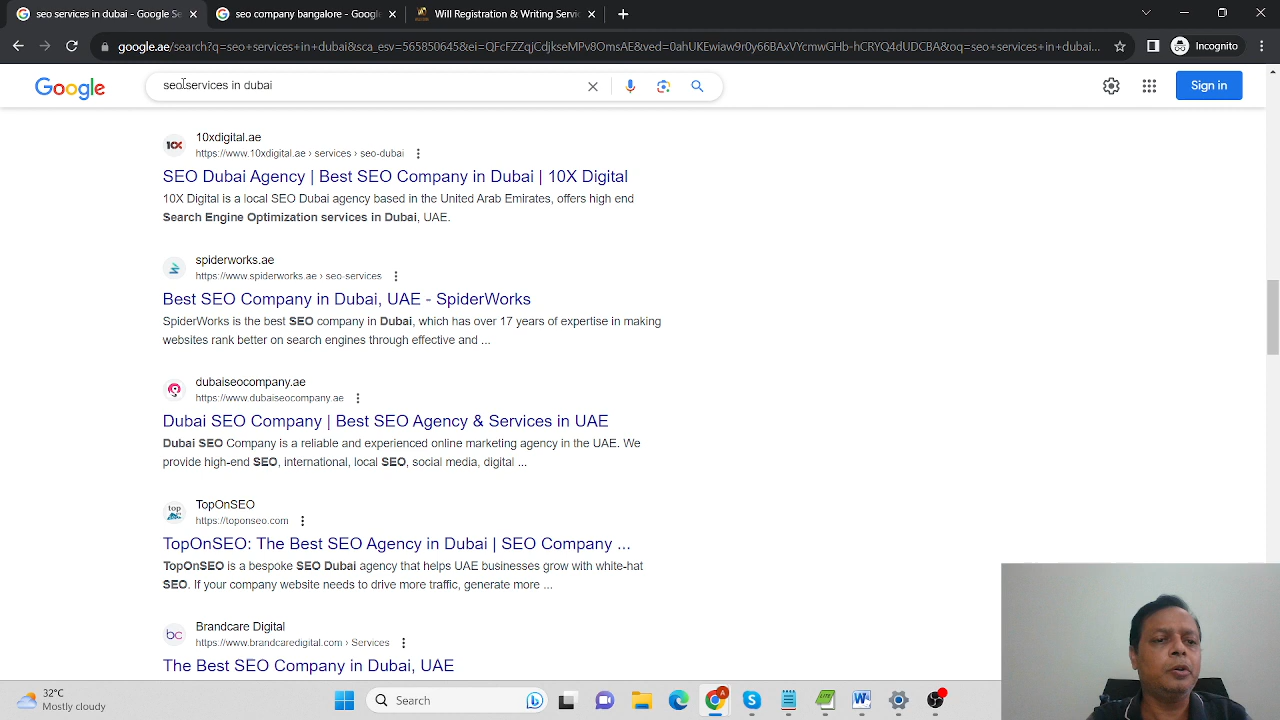 seo services in dubai - Google Se
seo company bangalore - Google
Will Registration & Writing Servic
google.ae/search?q=seo+services+in+dubai&sca_esv=565850645&ei=QFcFZZqjCdjkseMPv8OmsAE&ved=0ahUKEwiaw9r0y66BAxVYcmwGHb-hCRYQ4dUDCBA&oq=seo+services+in+dubai...
Incognito
Google
seo services in dubai
Sign in
10X
10xdigital.ae
https://www.10xdigital.ae › services › seo-dubai
SEO Dubai Agency | Best SEO Company in Dubai | 10X Digital
10X Digital is a local SEO Dubai agency based in the United Arab Emirates, offers high end
Search Engine Optimization services in Dubai, UAE.
spiderworks.ae
https://www.spiderworks.ae › seo-services
Best SEO Company in Dubai, UAE - SpiderWorks
SpiderWorks is the best SEO company in Dubai, which has over 17 years of expertise in making
websites rank better on search engines through effective and ...
dubaiseocompany.ae
https://www.dubaiseocompany.ae
Dubai SEO Company | Best SEO Agency & Services in UAE
Dubai SEO Company is a reliable and experienced online marketing agency in the UAE. We
provide high-end SEO, international, local SEO, social media, digital ...
top
TopOnSEO
https://toponseo.com
TopOnSEO: The Best SEO Agency in Dubai | SEO Company ...
TopOnSEO is a bespoke SEO Dubai agency that helps UAE businesses grow with white-hat
SEO. If your company website needs to drive more traffic, generate more ...
bc
Brandcare Digital
https://www.brandcaredigital.com › Services
The Best SEO Company in Dubai, UAE
32°C
Mostly cloudy
Search